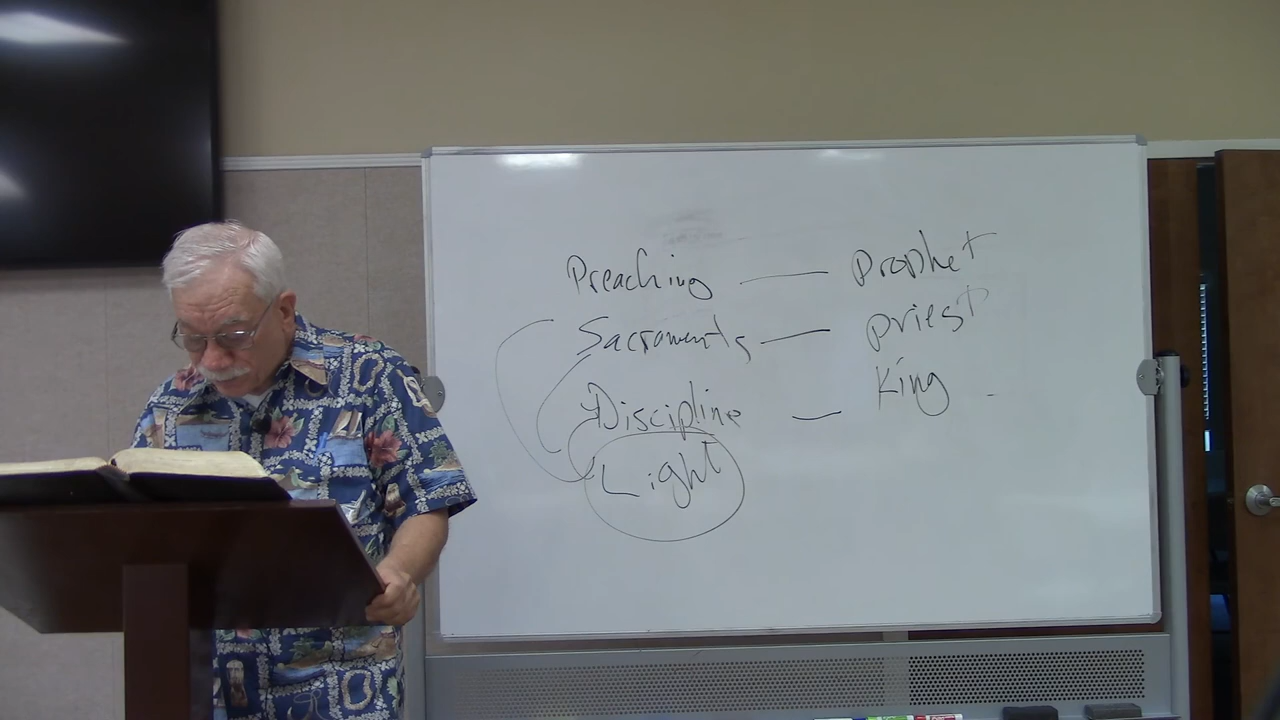 Preaching — prophet
Sacraments — priest
Discipline — King
Light